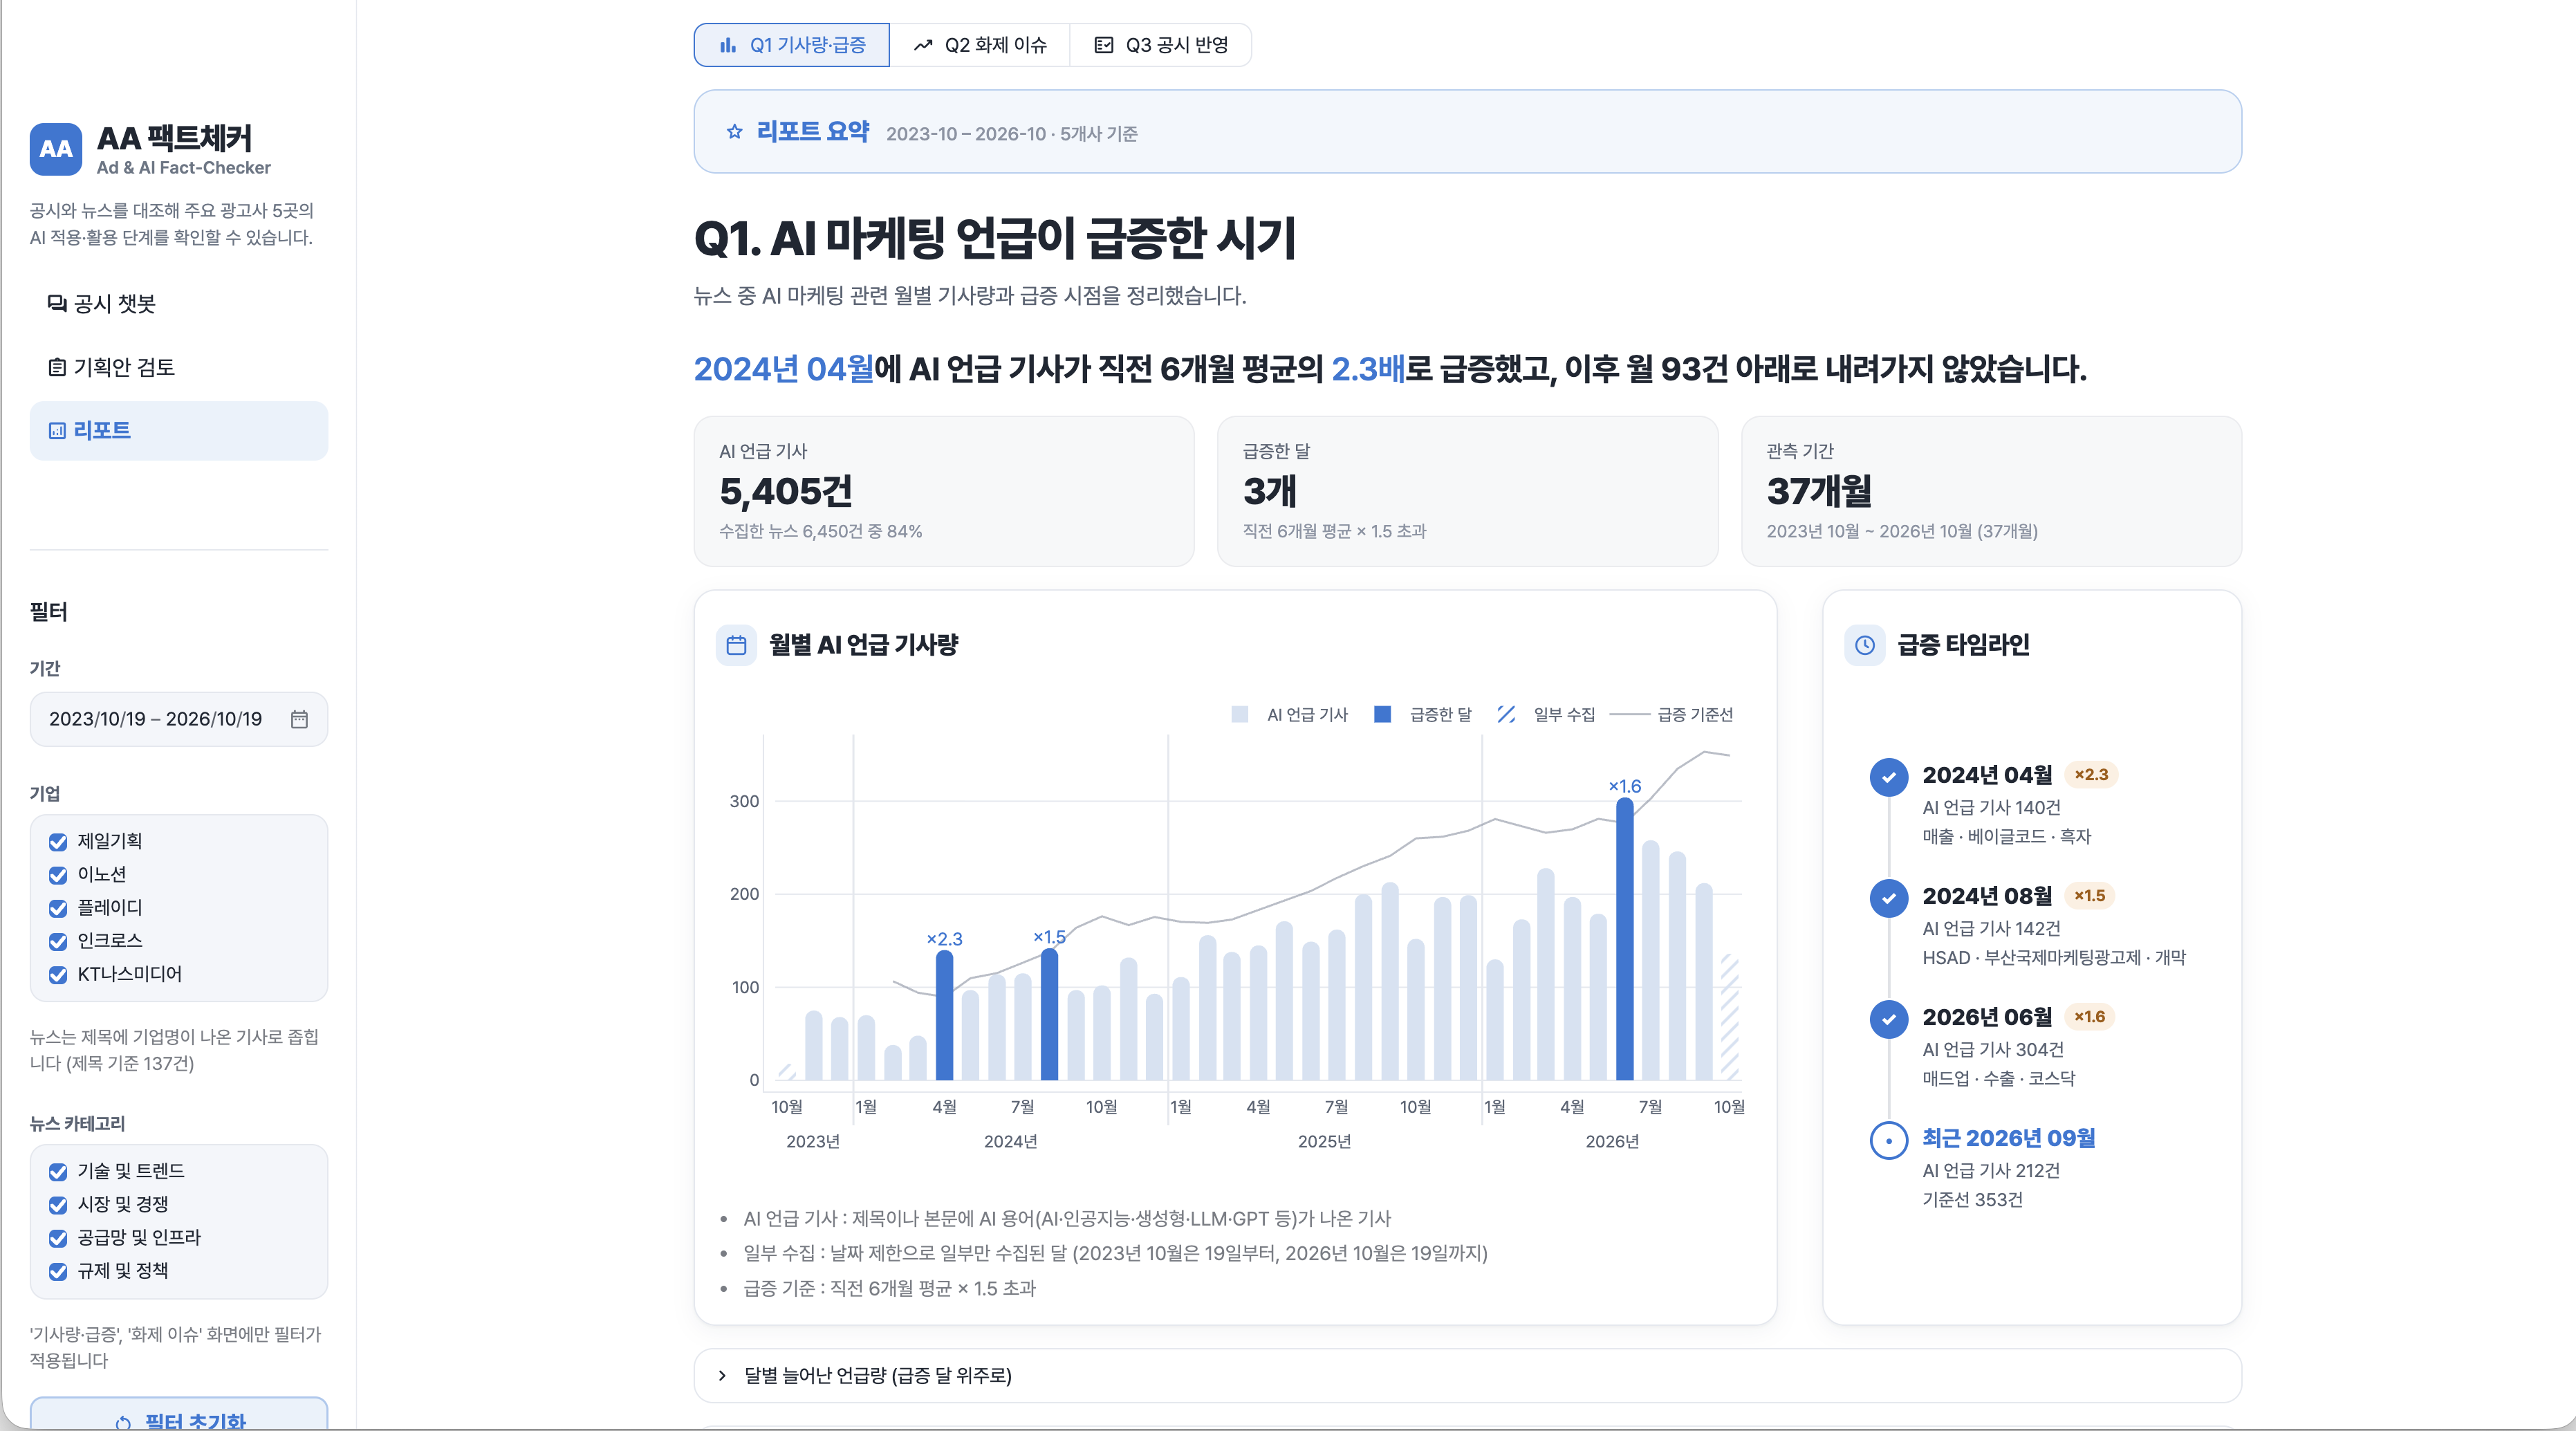 AA
AA 팩트체커
Ad & AI Fact-Checker
공시와 뉴스를 대조해 주요 광고사 5곳의
AI 적용·활용 단계를 확인할 수 있습니다.
공시 챗봇
기획안 검토
리포트
필터
기간
2023/10/19 – 2026/10/19
기업
제일기획
이노션
플레이디
인크로스
KT나스미디어
뉴스는 제목에 기업명이 나온 기사로 좁힙
니다 (제목 기준 137건)
뉴스 카테고리
기술 및 트렌드
시장 및 경쟁
공급망 및 인프라
규제 및 정책
'기사량·급증', '화제 이슈' 화면에만 필터가
적용됩니다
필터 초기화
Q1 기사량·급증
Q2 화제 이슈
Q3 공시 반영
리포트 요약 2023-10 – 2026-10 · 5개사 기준
Q1. AI 마케팅 언급이 급증한 시기
뉴스 중 AI 마케팅 관련 월별 기사량과 급증 시점을 정리했습니다.
2024년 04월에 AI 언급 기사가 직전 6개월 평균의 2.3배로 급증했고, 이후 월 93건 아래로 내려가지 않았습니다.
AI 언급 기사
5,405건
수집한 뉴스 6,450건 중 84%
급증한 달
3개
직전 6개월 평균 × 1.5 초과
관측 기간
37개월
2023년 10월 ~ 2026년 10월 (37개월)
월별 AI 언급 기사량
AI 언급 기사 급증한 달 일부 수집 급증 기준선
×1.6
300
200
×2.3 ×1.5
100
0
10월 1월 4월 7월 10월 1월 4월 7월 10월 1월 4월 7월 10월
2023년 2024년 2025년 2026년
AI 언급 기사 : 제목이나 본문에 AI 용어(AI·인공지능·생성형·LLM·GPT 등)가 나온 기사
일부 수집 : 날짜 제한으로 일부만 수집된 달 (2023년 10월은 19일부터, 2026년 10월은 19일까지)
급증 기준 : 직전 6개월 평균 × 1.5 초과
급증 타임라인
2024년 04월 ×2.3
AI 언급 기사 140건
매출 · 베이글코드 · 흑자
2024년 08월 ×1.5
AI 언급 기사 142건
HSAD · 부산국제마케팅광고제 · 개막
2026년 06월 ×1.6
AI 언급 기사 304건
매드업 · 수출 · 코스닥
최근 2026년 09월
AI 언급 기사 212건
기준선 353건
달별 늘어난 언급량 (급증 달 위주로)